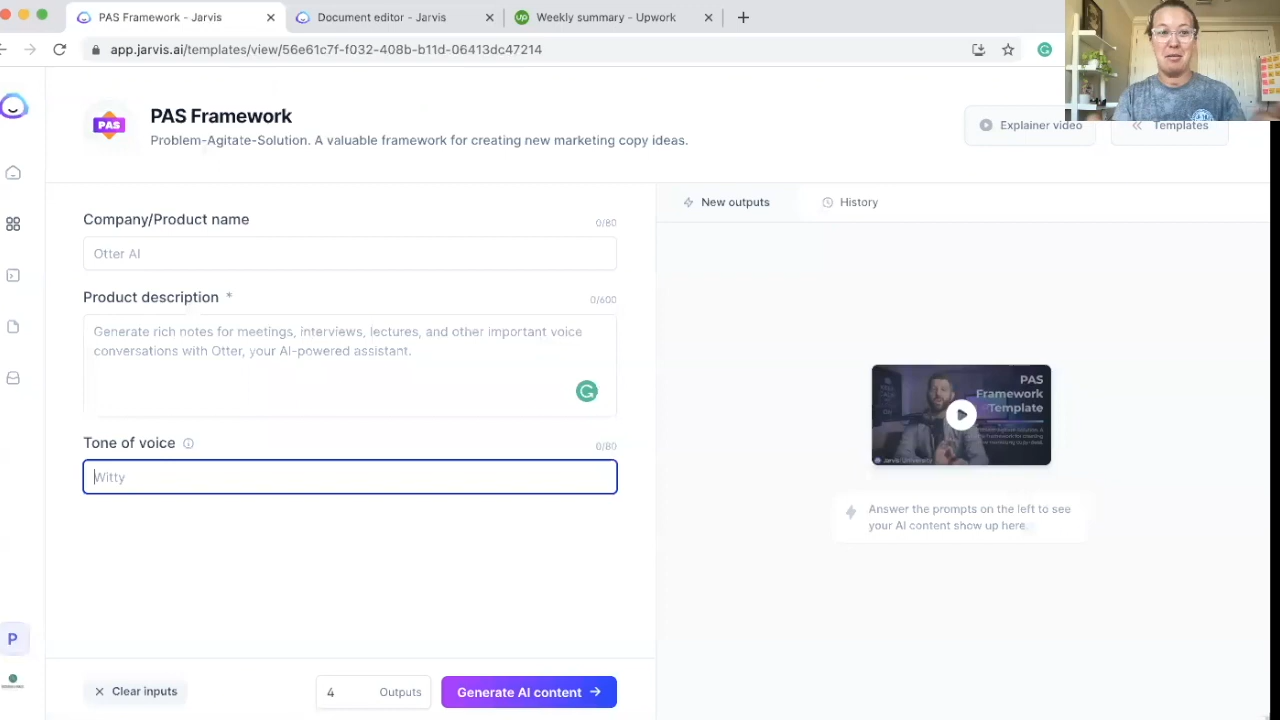 PAS Framework - Jarvis
Document editor - Jarvis
up
Weekly summary - Upwork
app.jarvis.ai/templates/view/56e61c7f-f032-408b-b11d-06413dc47214
PAS
PAS Framework
Problem-Agitate-Solution. A valuable framework for creating new marketing copy ideas.
Explainer video
Templates
Company/Product name
0/80
Otter AI
Product description *
0/600
Generate rich notes for meetings, interviews, lectures, and other important voice
conversations with Otter, your AI-powered assistant.
Tone of voice
0/80
Witty
P
Clear inputs
4
Outputs
Generate AI content
New outputs
History
PAS
Framework
Template
Answer the prompts on the left to see
your AI content show up here.